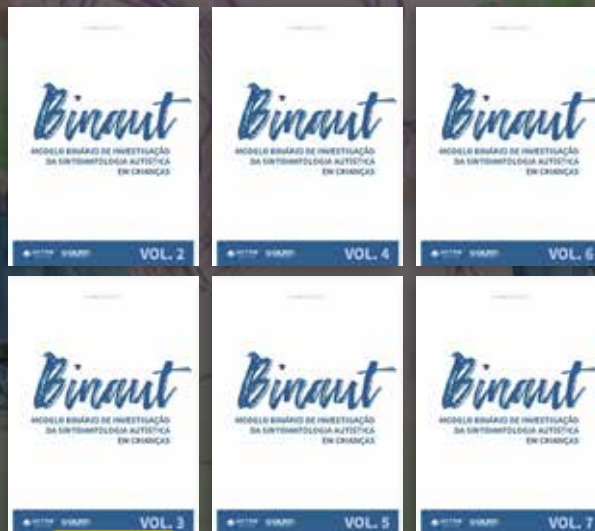 Binaut
MODELO BINÁRIO DE INVESTIGAÇÃO
DA SINTOMATOLOGIA AUTÍSTICA
EM CRIANÇAS
VOL. 2
Binaut
MODELO BINÁRIO DE INVESTIGAÇÃO
DA SINTOMATOLOGIA AUTÍSTICA
EM CRIANÇAS
VOL. 4
Binaut
MODELO BINÁRIO DE INVESTIGAÇÃO
DA SINTOMATOLOGIA AUTÍSTICA
EM CRIANÇAS
VOL. 6
Binaut
MODELO BINÁRIO DE INVESTIGAÇÃO
DA SINTOMATOLOGIA AUTÍSTICA
EM CRIANÇAS
VOL. 3
Binaut
MODELO BINÁRIO DE INVESTIGAÇÃO
DA SINTOMATOLOGIA AUTÍSTICA
EM CRIANÇAS
VOL. 5
Binaut
MODELO BINÁRIO DE INVESTIGAÇÃO
DA SINTOMATOLOGIA AUTÍSTICA
EM CRIANÇAS
VOL. 7